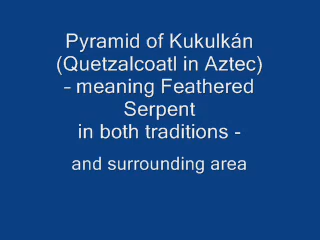 Pyramid of Kukulkán
(Quetzalcoatl in Aztec)
– meaning Feathered
Serpent
in both traditions -
and surrounding area